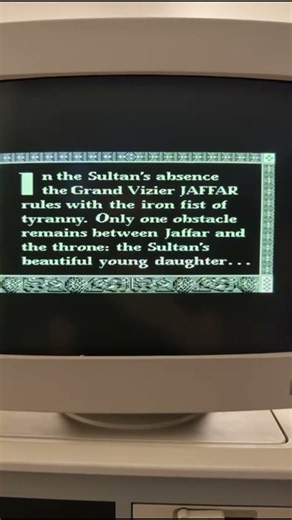 In the Sultan's absence
the Grand Vizier JAFFAR
rules with the iron fist of
tyranny. Only one obstacle
remains between Jaffar and
the throne: the Sultan's
beautiful young daughter...